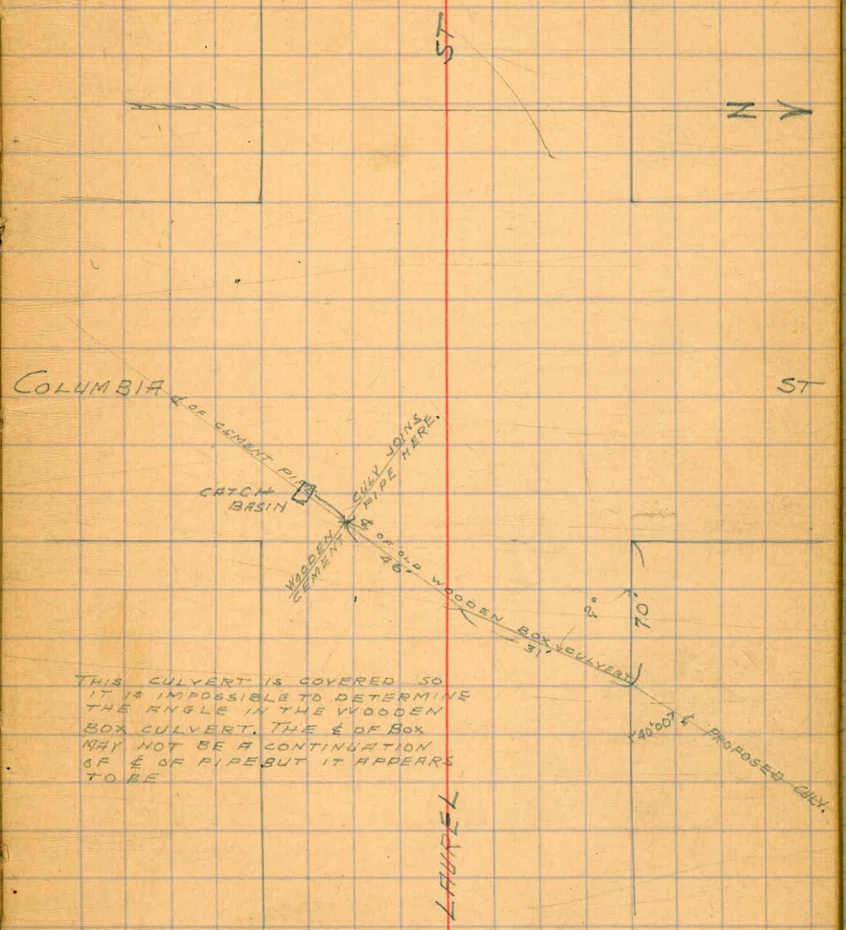 ST
N
COLUMBIA
ST
℄ OF CEMENT PIPE
CATCH
BASIN
WOODEN CULV JOINS
CEMENT PIPE HERE.
℄ OF OLD WOODEN BOX CULVERT
46'
31'
2°
70'
40°00'
℄ PROPOSED CULV.
THIS CULVERT IS COVERED SO
IT IS IMPOSSIBLE TO DETERMINE
THE ANGLE IN THE WOODEN
BOX CULVERT. THE ℄ OF BOX
MAY NOT BE A CONTINUATION
OF ℄ OF PIPE BUT IT APPEARS
TO BE
LAUREL